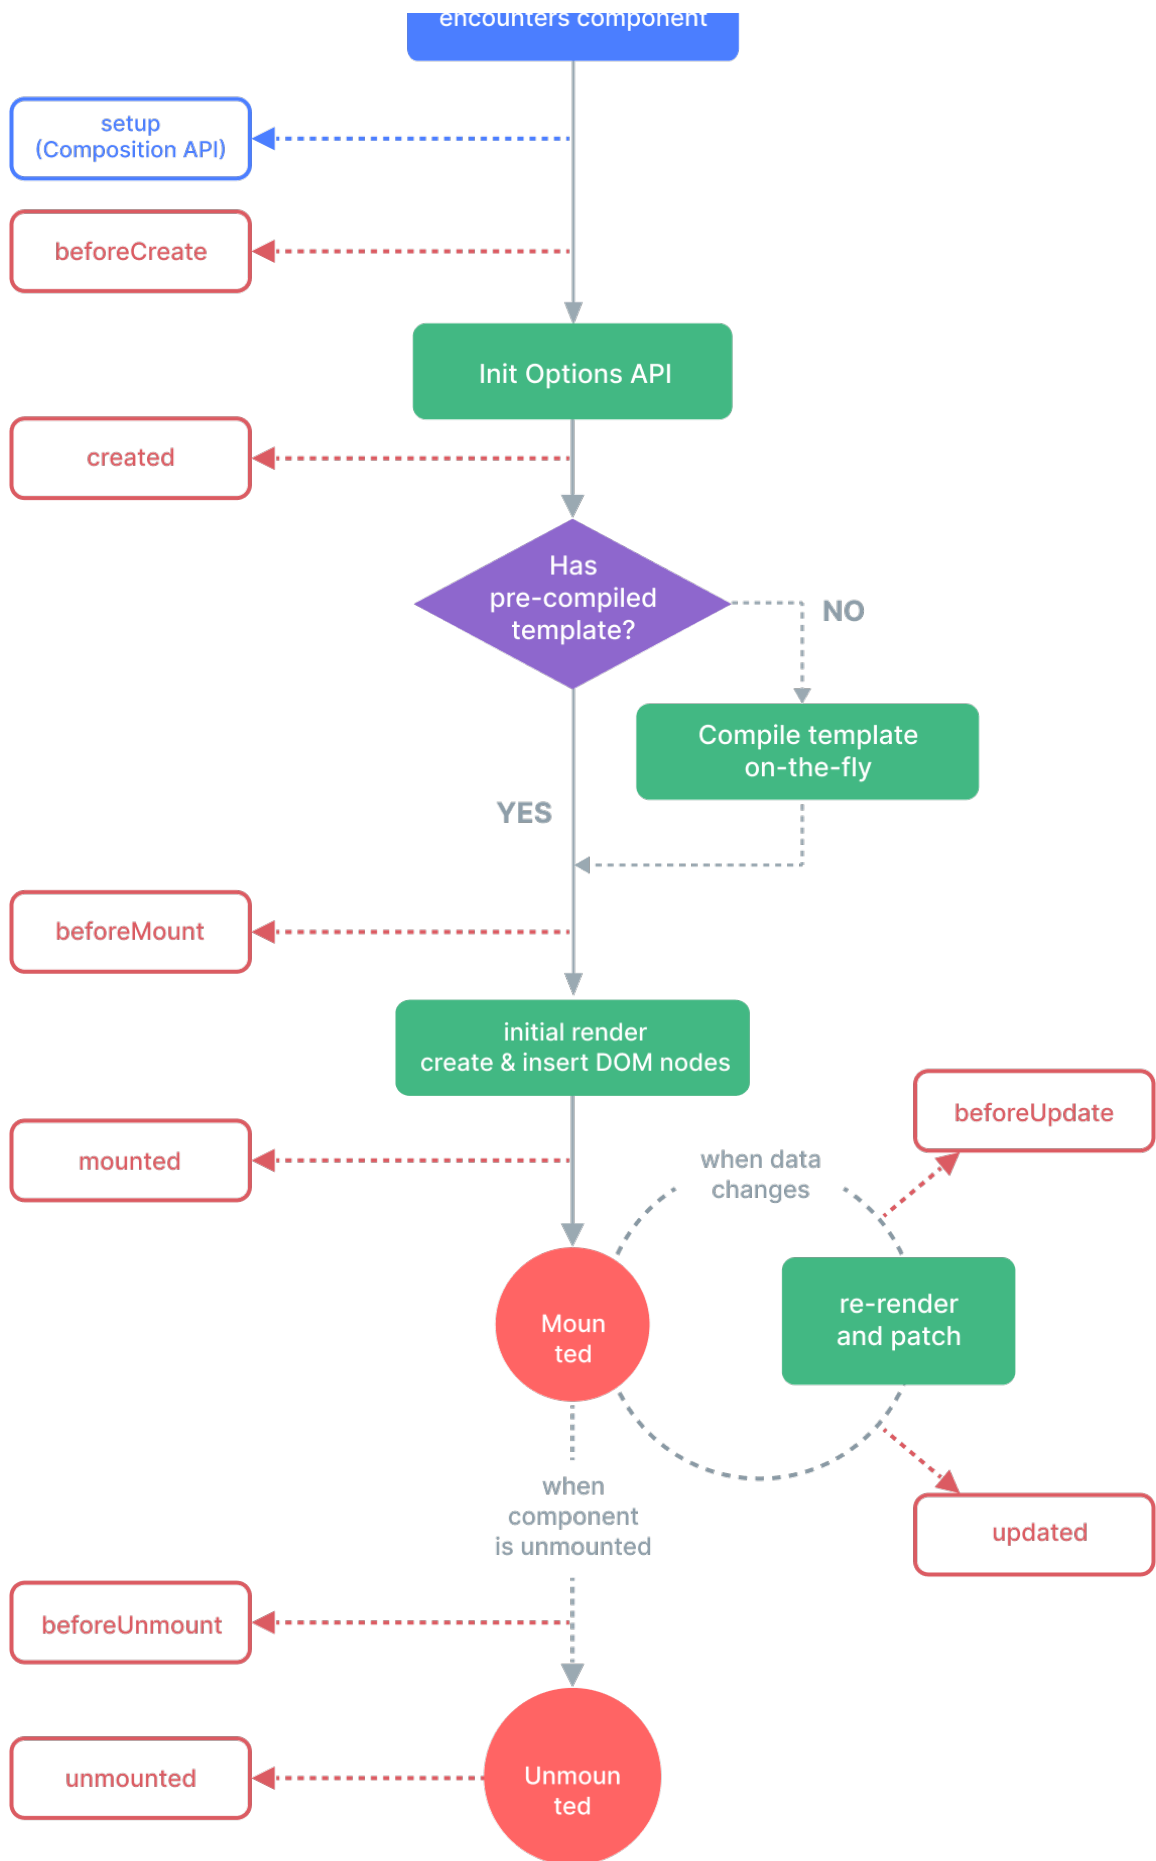 encounters component
setup
(Composition API)
beforeCreate
Init Options API
created
Has
pre-compiled
template?
NO
Compile template
on-the-fly
YES
beforeMount
initial render
create & insert DOM nodes
beforeUpdate
mounted
when data
changes
re-render
and patch
Moun
ted
when
component
is unmounted
updated
beforeUnmount
unmounted
Unmoun
ted